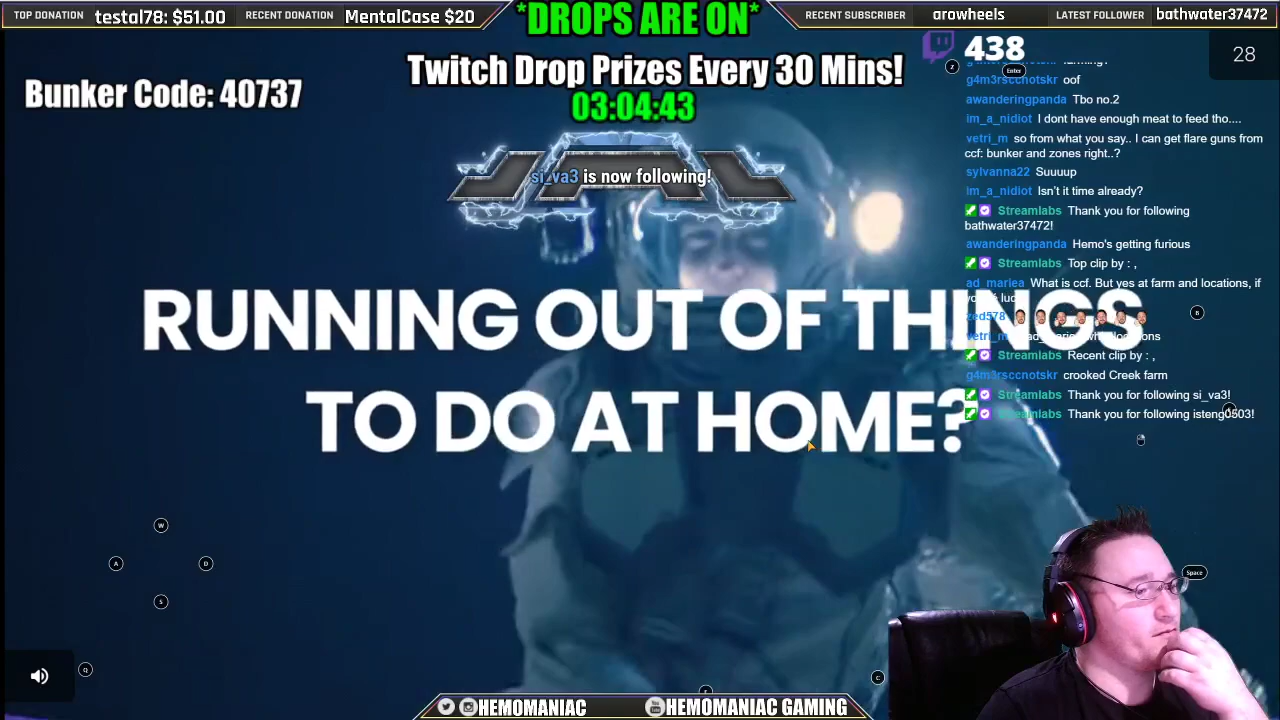 TOP DONATION testal78: $51.00 RECENT DONATION MentalCase $20
*DROPS ARE ON*
RECENT SUBSCRIBER arowheels LATEST FOLLOWER bathwater37472
Twitch Drop Prizes Every 30 Mins!
03:04:43
Bunker Code: 40737
438
28
Z
Enter
g4m3rsccnotskr oof
awanderingpanda Tbo no.2
im_a_nidiot I dont have enough meat to feed tho....
vetri_m so from what you say.. I can get flare guns from
ccf: bunker and zones right..?
sylvanna22 Suuuup
im_a_nidiot Isn't it time already?
Streamlabs Thank you for following
bathwater37472!
awanderingpanda Hemo's getting furious
Streamlabs Top clip by : ,
ad_mariea What is ccf. But yes at farm and locations, if
zed578
Streamlabs Recent clip by : ,
g4m3rsccnotskr crooked Creek farm
Streamlabs Thank you for following si_va3!
Streamlabs Thank you for following isteng0503!
si_va3 is now following!
RUNNING OUT OF THINGS
TO DO AT HOME?
B
W
A
D
S
Q
C
Space
HEMOMANIAC HEMOMANIAC GAMING